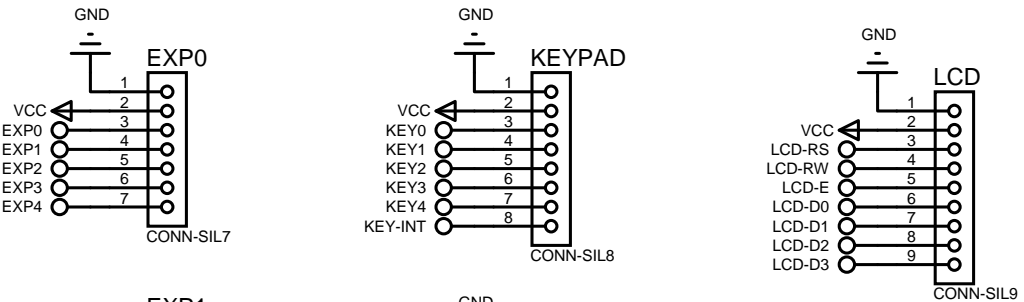 GND
EXP0
1
VCC
2
EXP0
3
EXP1
4
EXP2
5
EXP3
6
EXP4
7
CONN-SIL7
GND
KEYPAD
1
VCC
2
KEY0
3
KEY1
4
KEY2
5
KEY3
6
KEY4
7
KEY-INT
8
CONN-SIL8
GND
LCD
1
VCC
2
LCD-RS
3
LCD-RW
4
LCD-E
5
LCD-D0
6
LCD-D1
7
LCD-D2
8
LCD-D3
9
CONN-SIL9
GND